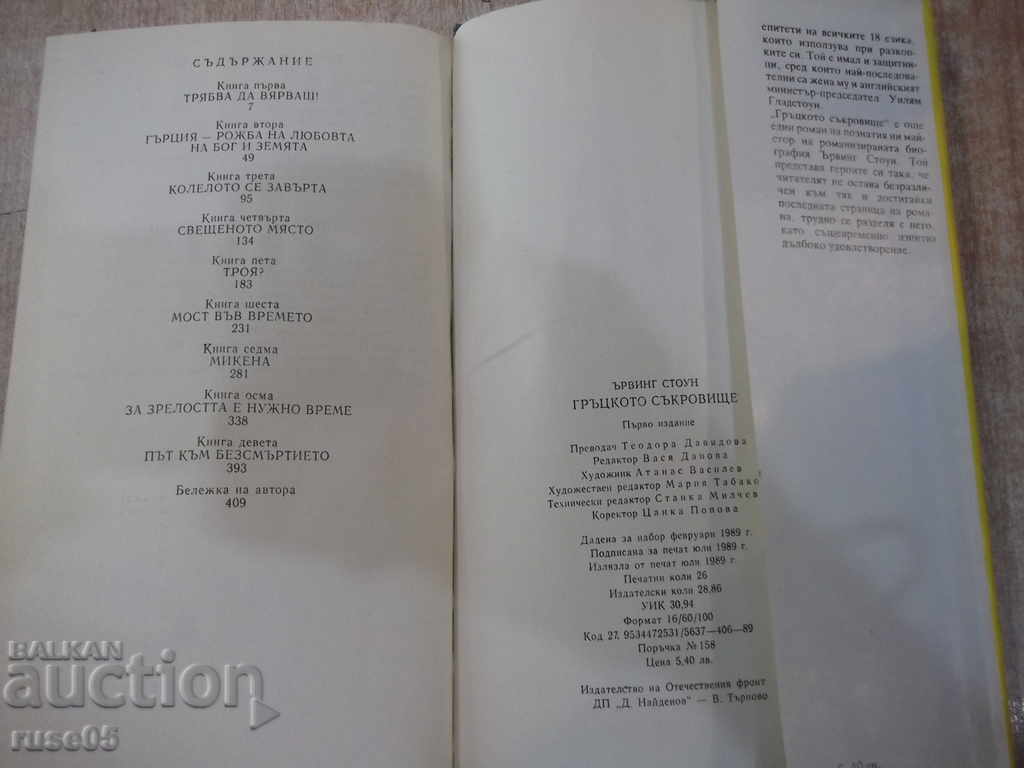 СЪДЪРЖАНИЕ
Книга първа
ТРЯБВА ДА ВЯРВАШ!
7
Книга втора
ГЪРЦИЯ — РОЖБА НА ЛЮБОВТА
НА БОГ И ЗЕМЯТА
49
Книга трета
КОЛЕЛОТО СЕ ЗАВЪРТА
95
Книга четвърта
СВЕЩЕНОТО МЯСТО
134
Книга пета
ТРОЯ?
183
Книга шеста
МОСТ ВЪВ ВРЕМЕТО
231
Книга седма
МИКЕНА
281
Книга осма
ЗА ЗРЕЛОСТТА Е НУЖНО ВРЕМЕ
338
Книга девета
ПЪТ КЪМ БЕЗСМЪРТИЕТО
393
Бележка на автора
409
ЪРВИНГ СТОУН
ГРЪЦКОТО СЪКРОВИЩЕ
Първо издание
Преводач Теодора Давидова
Редактор Вася Данова
Художник Атанас Василев
Художествен редактор Мария Табако
Технически редактор Станка Милчев
Коректор Цанка Попова
Дадена за набор февруари 1989 г.
Подписана за печат юли 1989 г.
Излязла от печат юли 1989 г.
Печатни коли 26
Издателски коли 28,86
УИК 30,94
Формат 16/60/100
Код 27. 9534472531/5637—406—89
Поръчка № 158
Цена 5,40 лв.
Издателство на Отечествения фронт
ДП „Д. Найденов" — В. Търново
епитети на всичките 18 езика,
които използува при разкоп-
ките си. Той е имал и защитни-
ци, сред които най-последова-
телни са жена му и английският
министър-председател Уилям
Гладстоун.
„Гръцкото съкровище" е още
един роман на познатия ни май-
стор на романизираната био-
графия Ървинг Стоун. Той
представя героите си така, че
читателят не остава безразли-
чен към тях и достигайки
последната страница на рома-
на, трудно се разделя с него,
като същевременно изпитва
дълбоко удовлетворение.
BALKAN
auction
ruse05